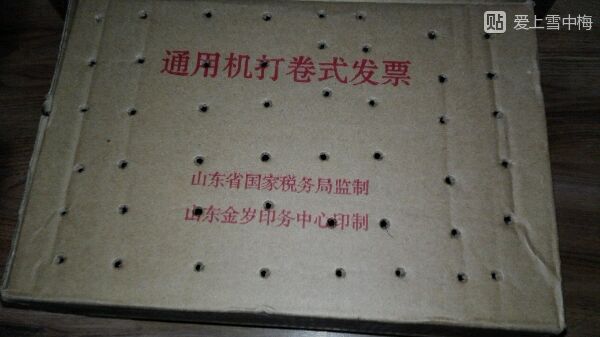 贴 爱上雪中梅
通用机打卷式发票
山东省国家税务局监制
山东金岁印务中心印制